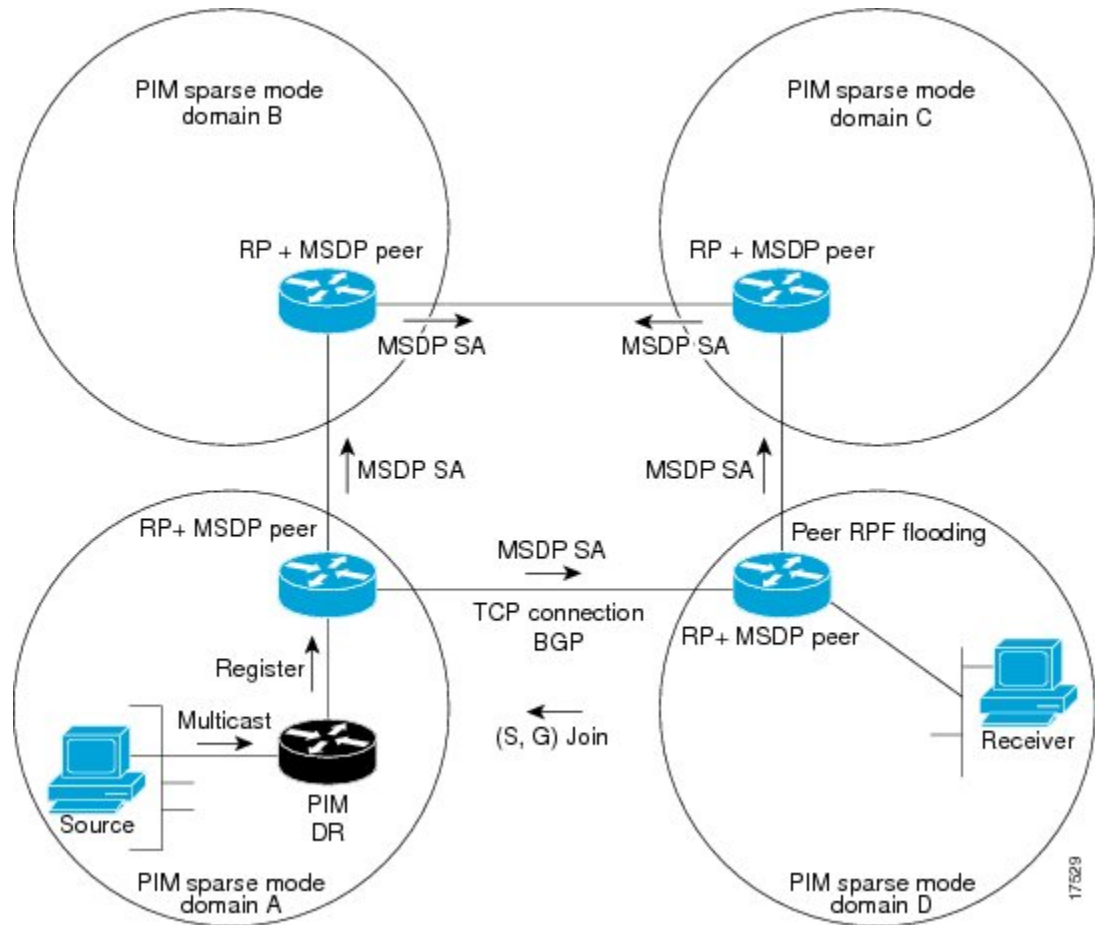 PIM sparse mode
domain B
PIM sparse mode
domain C
RP + MSDP peer
RP + MSDP peer
MSDP SA
MSDP SA
MSDP SA
MSDP SA
RP+ MSDP peer
Peer RPF flooding
MSDP SA
TCP connection
BGP
RP+ MSDP peer
Register
Multicast
(S, G) Join
Receiver
Source
PIM
DR
PIM sparse mode
domain A
PIM sparse mode
domain D
17529